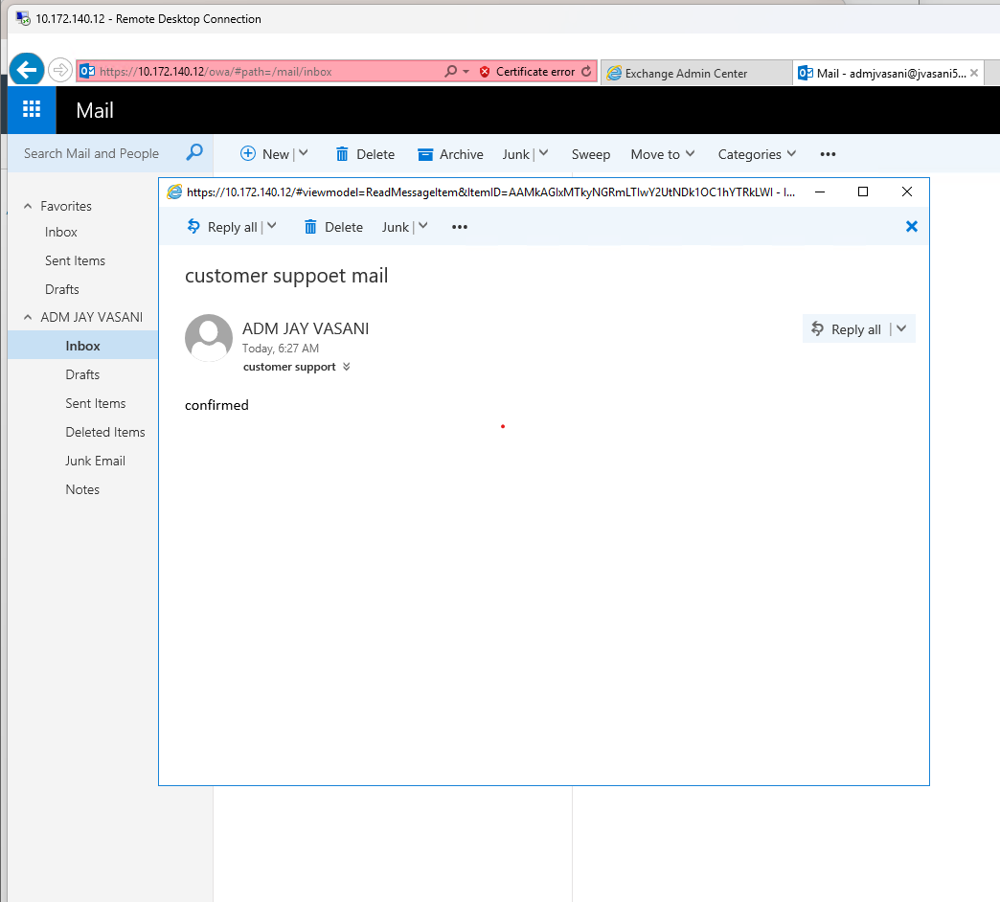 10.172.140.12 - Remote Desktop Connection
https://10.172.140.12/owa/#path=/mail/inbox
Certificate error
Exchange Admin Center
Mail - admjvasani@jvasani5...
Mail
Search Mail and People
New
Delete
Archive
Junk
Sweep
Move to
Categories
https://10.172.140.12/#viewmodel=ReadMessageItem&ItemID=AAMkAGIxMTkyNGRmLTIwY2UtNDk1OC1hYTRkLWI - I...
Reply all
Delete
Junk
Favorites
Inbox
Sent Items
Drafts
ADM JAY VASANI
Inbox
Drafts
Sent Items
Deleted Items
Junk Email
Notes
customer suppoet mail
ADM JAY VASANI
Today, 6:27 AM
customer support
Reply all
confirmed